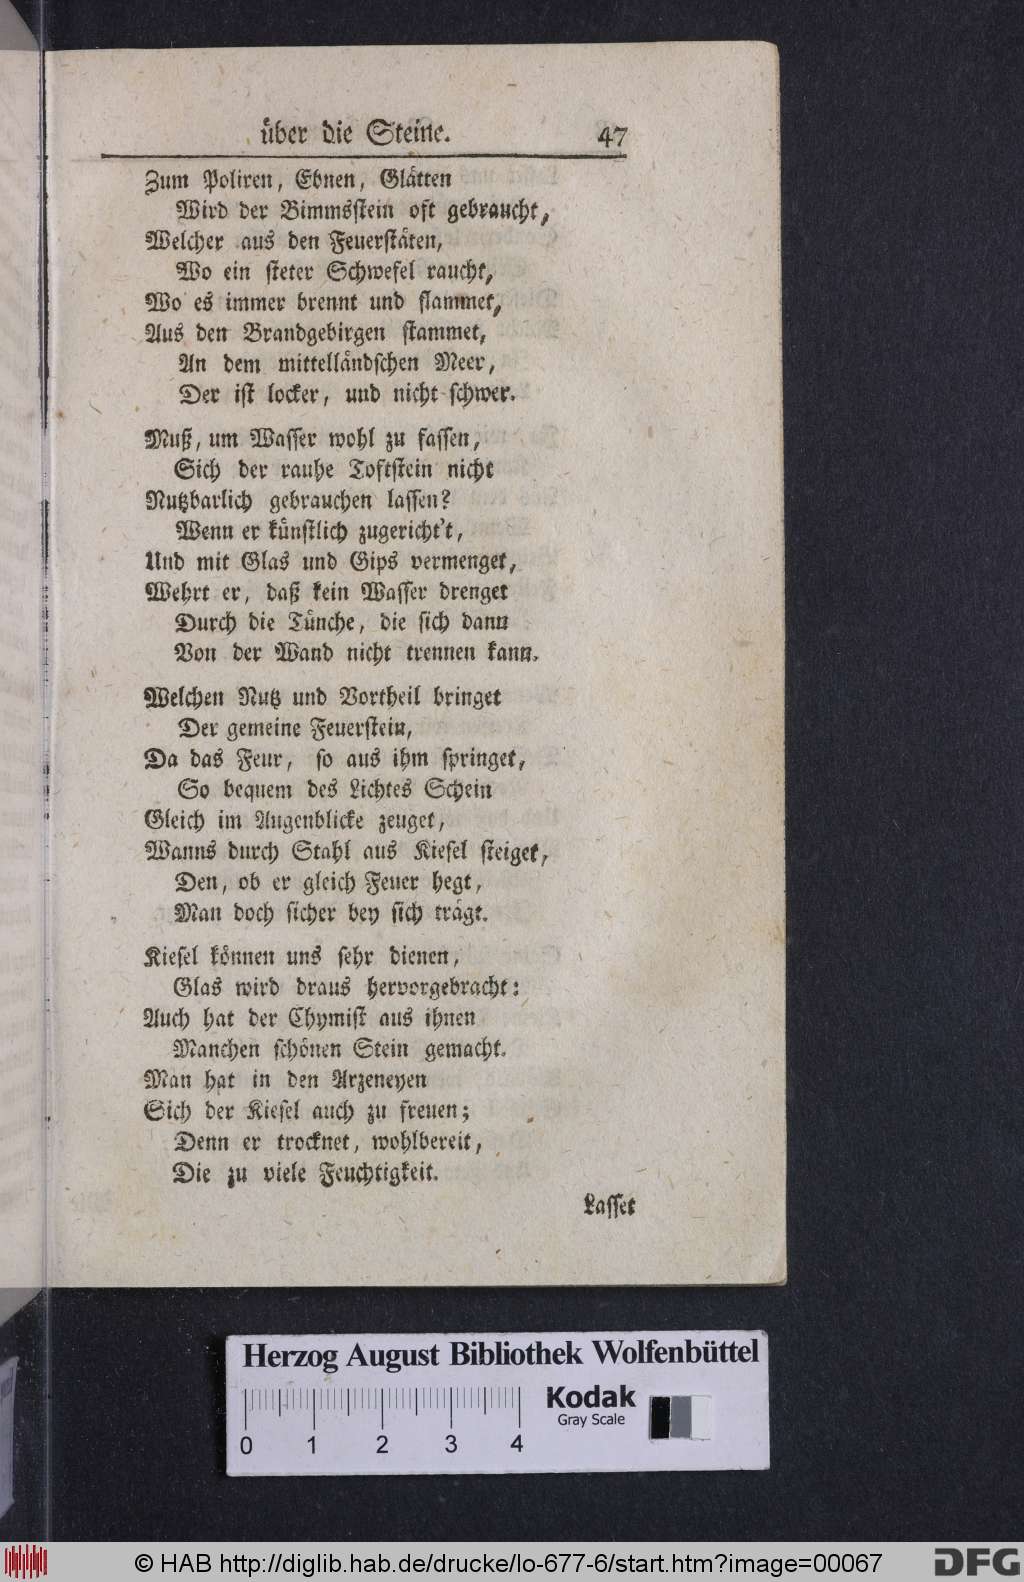 über die Steine. 47
Zum Poliren, Ebnen, Glätten
Wird der Bimmsstein oft gebraucht,
Welcher aus den Feuerstäten,
Wo ein steter Schwefel raucht,
Wo es immer brennt und flammet,
Aus den Brandgebirgen stammet,
An dem mittelländschen Meer,
Der ist locker, und nicht schwer.
Muß, um Wasser wohl zu fassen,
Sich der rauhe Toftstein nicht
Nutzbarlich gebrauchen lassen?
Wenn er künstlich zugericht't,
Und mit Glas und Gips vermenget,
Wehrt er, daß kein Wasser drenget
Durch die Tünche, die sich dann
Von der Wand nicht trennen kann.
Welchen Nutz und Vortheil bringet
Der gemeine Feuerstein,
Da das Feur, so aus ihm springet,
So bequem des Lichtes Schein
Gleich im Augenblicke zeuget,
Wanns durch Stahl aus Kiesel steiget,
Den, ob er gleich Feuer hegt,
Man doch sicher bey sich trägt.
Kiesel können uns sehr dienen,
Glas wird draus hervorgebracht:
Auch hat der Chymist aus ihnen
Manchen schönen Stein gemacht.
Man hat in den Arzeneyen
Sich der Kiesel auch zu freuen;
Denn er trocknet, wohlbereit,
Die zu viele Feuchtigkeit.
Lasset
Herzog August Bibliothek Wolfenbüttel
Kodak
Gray Scale
0 1 2 3 4
© HAB http://diglib.hab.de/drucke/lo-677-6/start.htm?image=00067
DFG